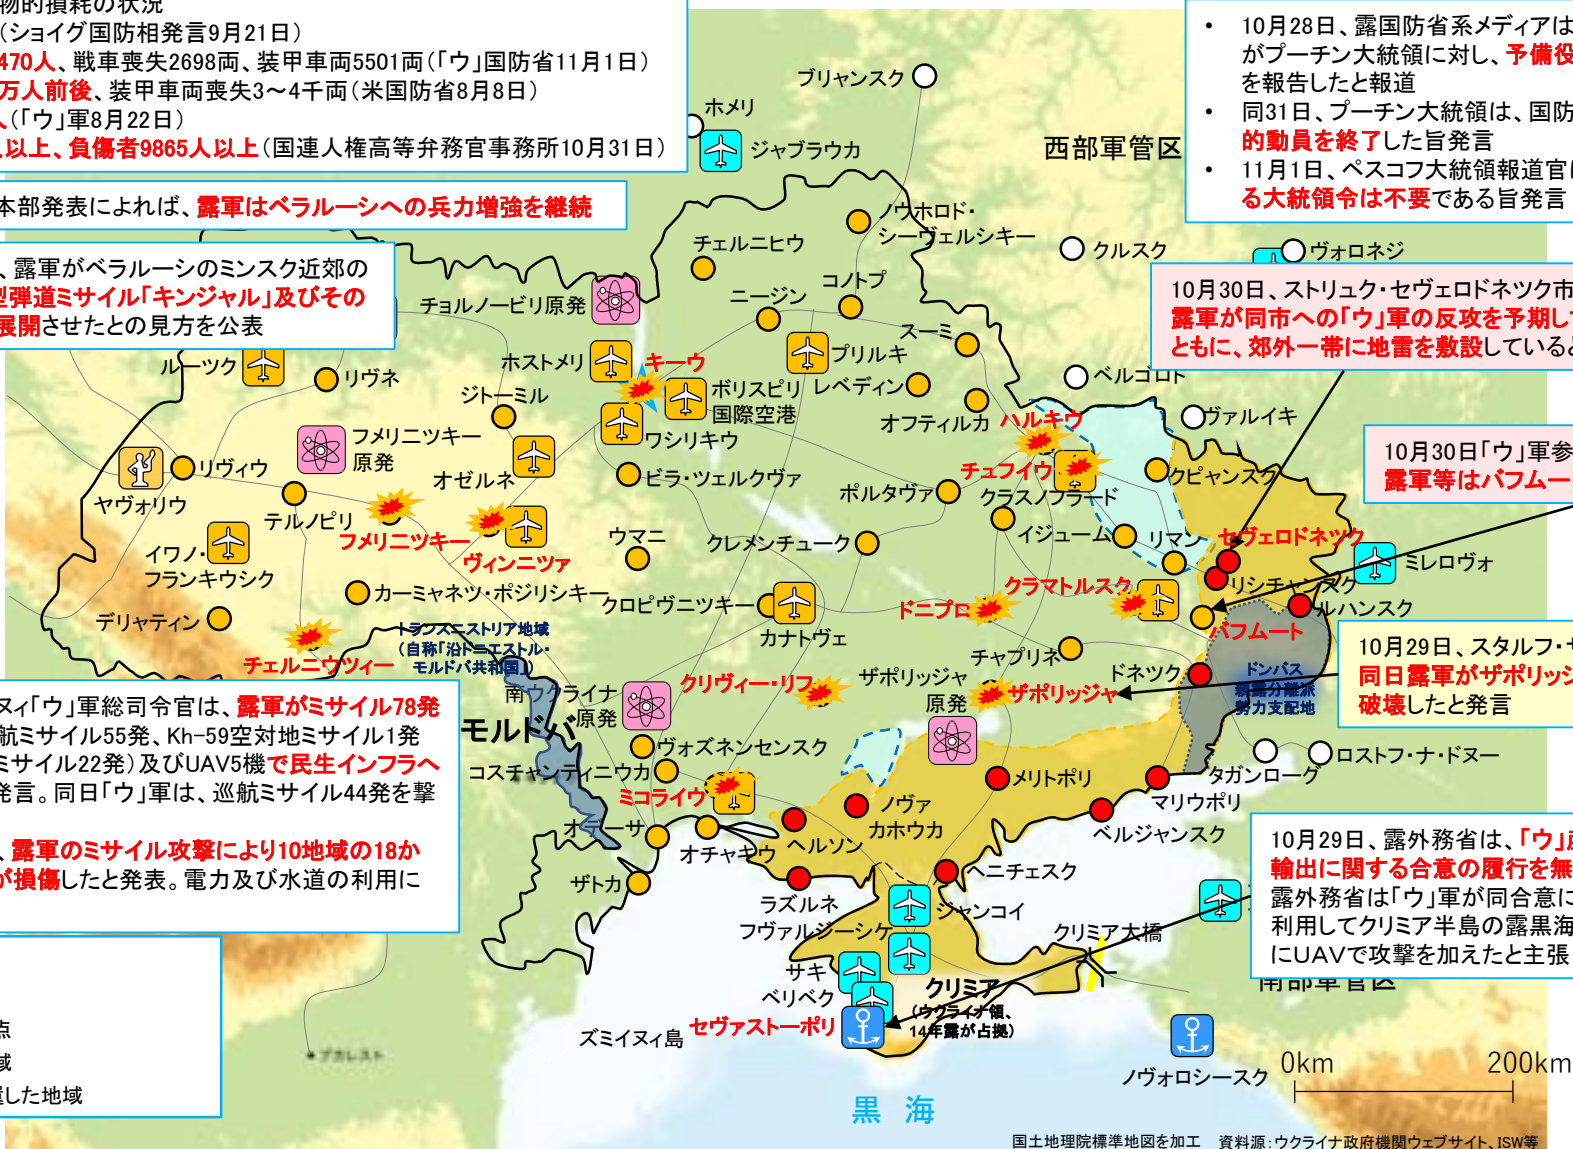 物的損耗の状況
(ショイグ国防相発言9月21日)
470人、戦車喪失2698両、装甲車両5501両(「ウ」国防省11月1日)
万人前後、装甲車両喪失3～4千両(米国防省8月8日)
人(「ウ」軍8月22日)
人以上、負傷者9865人以上(国連人権高等弁務官事務所10月31日)
本部発表によれば、露軍はベラルーシへの兵力増強を継続
、露軍がベラルーシのミンスク近郊の
型弾道ミサイル「キンジャル」及びその
展開させたとの見方を公表
• 10月28日、露国防省系メディアは
がプーチン大統領に対し、予備役
を報告したと報道
• 同31日、プーチン大統領は、国防
的動員を終了した旨発言
• 11月1日、ペスコフ大統領報道官は
る大統領令は不要である旨発言
ブリャンスク
ホメリ
ジャブラウカ
西部軍管区
ノウホロド・
シーヴェルシキー
チェルニヒウ
クルスク
ヴォロネジ
10月30日、ストリュク・セヴェロドネツク市
露軍が同市への「ウ」軍の反攻を予期し
ともに、郊外一帯に地雷を敷設していると
チョルノービリ原発
ニージン
コノトプ
スーミ
ルーツク
リヴネ
ホストメリ
キーウ
プリルキ
レベディン
ベルゴロト
ジトーミル
ボリスピリ
国際空港
オフティルカ
ハルキウ
ヴァルイキ
フメリニツキー
原発
ワシリキウ
リヴィウ
ヤヴォリウ
オゼルネ
ビラ・ツェルクヴァ
チュフイウ
クピャンスク
10月30日「ウ」軍参
露軍等はバフムー
テルノピリ
ポルタヴァ
クラスノフラード
フメリニツキー
ヴィンニツァ
ウマニ
クレメンチューク
イジューム
リマン
セヴェロドネツク
ミレロヴォ
イワノ・
フランキウシク
カーミャネツ・ポジリシキー
クロピヴニツキー
クラマトルスク
リシチャンスク
ルハンスク
デリャティン
ドニプロ
カナトヴェ
バフムート
トランスニストリア地域
(自称「沿ドニエストル・
モルドバ共和国」)
チェルニウツィー
チャプリネ
ドネツク
ドンバス
親露分離派
勢力支配地
10月29日、スタルフ・ザ
同日露軍がザポリッジ
破壊したと発言
南ウクライナ
原発
クリヴィー・リフ
ザポリッジャ
原発
ザポリッジャ
ヌィ「ウ」軍総司令官は、露軍がミサイル78発
航ミサイル55発、Kh-59空対地ミサイル1発
ミサイル22発)及びUAV5機で民生インフラへ
発言。同日「ウ」軍は、巡航ミサイル44発を撃
、露軍のミサイル攻撃により10地域の18か
が損傷したと発表。電力及び水道の利用に
モルドバ
ヴォズネンセンスク
コスチャンティニウカ
ミコライウ
メリトポリ
タガンローグ
ロストフ・ナ・ドヌー
マリウポリ
ノヴァ
カホウカ
ベルジャンスク
オデーサ
オチャキウ
ヘルソン
ザトカ
ヘニチェスク
10月29日、露外務省は、「ウ」産
輸出に関する合意の履行を無
露外務省は「ウ」軍が同合意に
利用してクリミア半島の露黒海
にUAVで攻撃を加えたと主張
ラズルネ
フヴァルジーシケ
ジャンコイ
クリミア大橋
サキ
ベリベク
クリミア
(ウクライナ領、
14年露が占拠)
南部軍管区
セヴァストーポリ
ズミイヌィ島
ブカレスト
点
域
した地域
ノヴォロシースク
0km 200km
黒 海
国土地理院標準地図を加工 資料源：ウクライナ政府機関ウェブサイト、ISW等